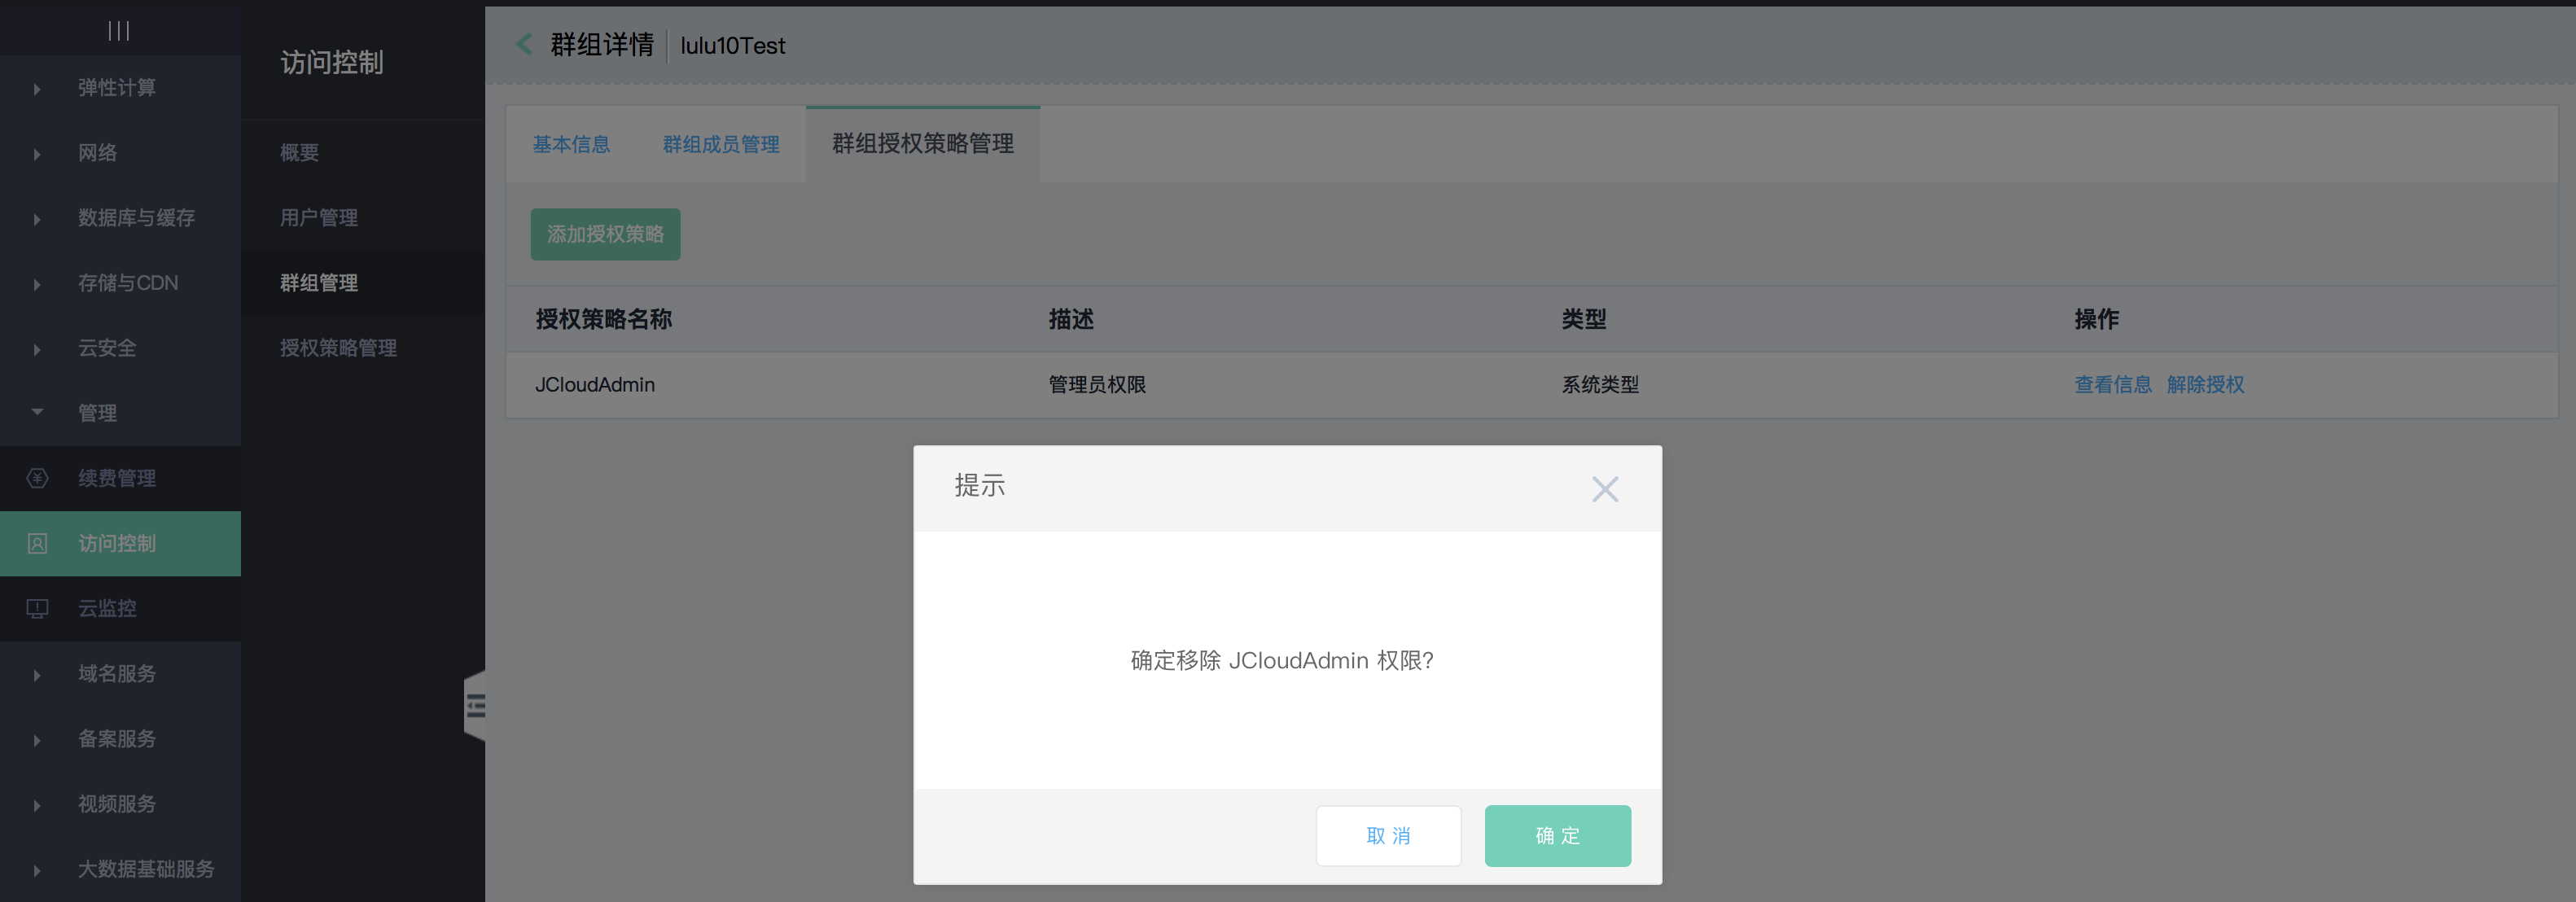 弹性计算
网络
数据库与缓存
存储与CDN
云安全
管理
续费管理
访问控制
云监控
域名服务
备案服务
视频服务
大数据基础服务
访问控制
概要
用户管理
群组管理
授权策略管理
群组详情 lulu10Test
基本信息 群组成员管理 群组授权策略管理
添加授权策略
授权策略名称 描述 类型 操作
JCloudAdmin 管理员权限 系统类型 查看信息 解除授权
提示
确定移除 JCloudAdmin 权限?
取消 确定